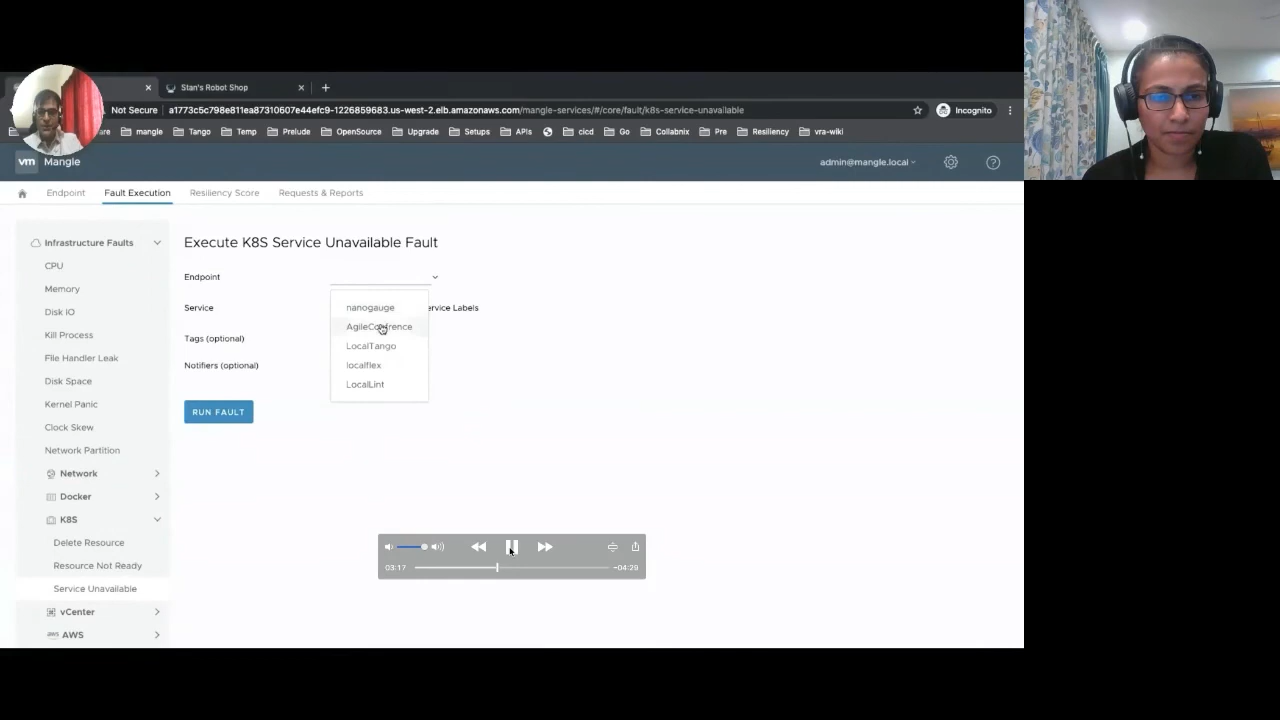 Stan's Robot Shop
Not Secure a1773c5c798e811ea87310607e44efc9-1226859683.us-west-2.elb.amazonaws.com/mangle-services/#/core/fault/k8s-service-unavailable Incognito
mangle Tango Temp Prelude OpenSource Upgrade Setups APIs cicd Go Collabnix Pre Resiliency vra-wiki
vm Mangle admin@mangle.local
Endpoint Fault Execution Resiliency Score Requests & Reports
Infrastructure Faults
CPU
Memory
Disk IO
Kill Process
File Handler Leak
Disk Space
Kernel Panic
Clock Skew
Network Partition
Network
Docker
K8S
Delete Resource
Resource Not Ready
Service Unavailable
vCenter
aws AWS
Execute K8S Service Unavailable Fault
Endpoint
Service ervice Labels
Tags (optional)
Notifiers (optional)
nanogauge
LocalTango
localflex
LocalLint
RUN FAULT
03:17 -04:29